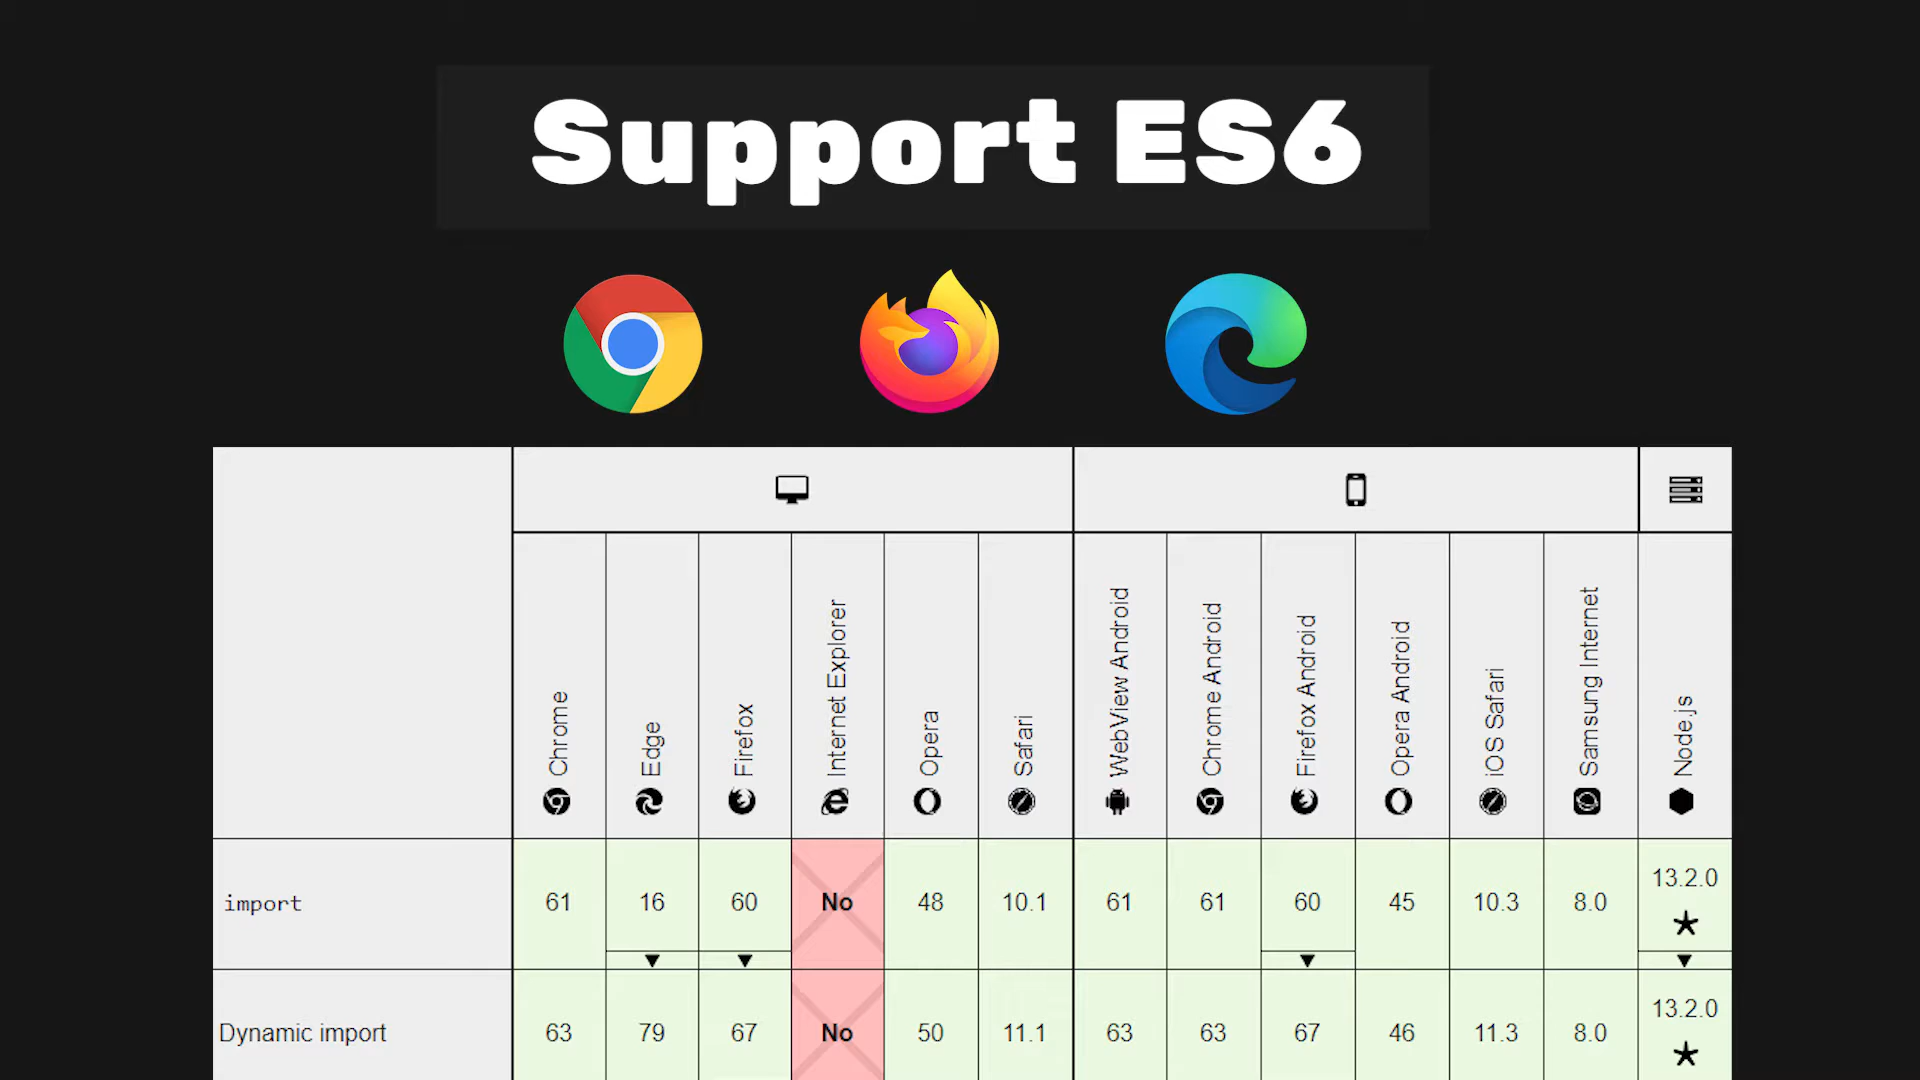 Support ES6
Chrome
Edge
Firefox
Internet Explorer
Opera
Safari
WebView Android
Chrome Android
Firefox Android
Opera Android
iOS Safari
Samsung Internet
Node.js
import 61 16 60 No 48 10.1 61 61 60 45 10.3 8.0 13.2.0
Dynamic import 63 79 67 No 50 11.1 63 63 67 46 11.3 8.0 13.2.0